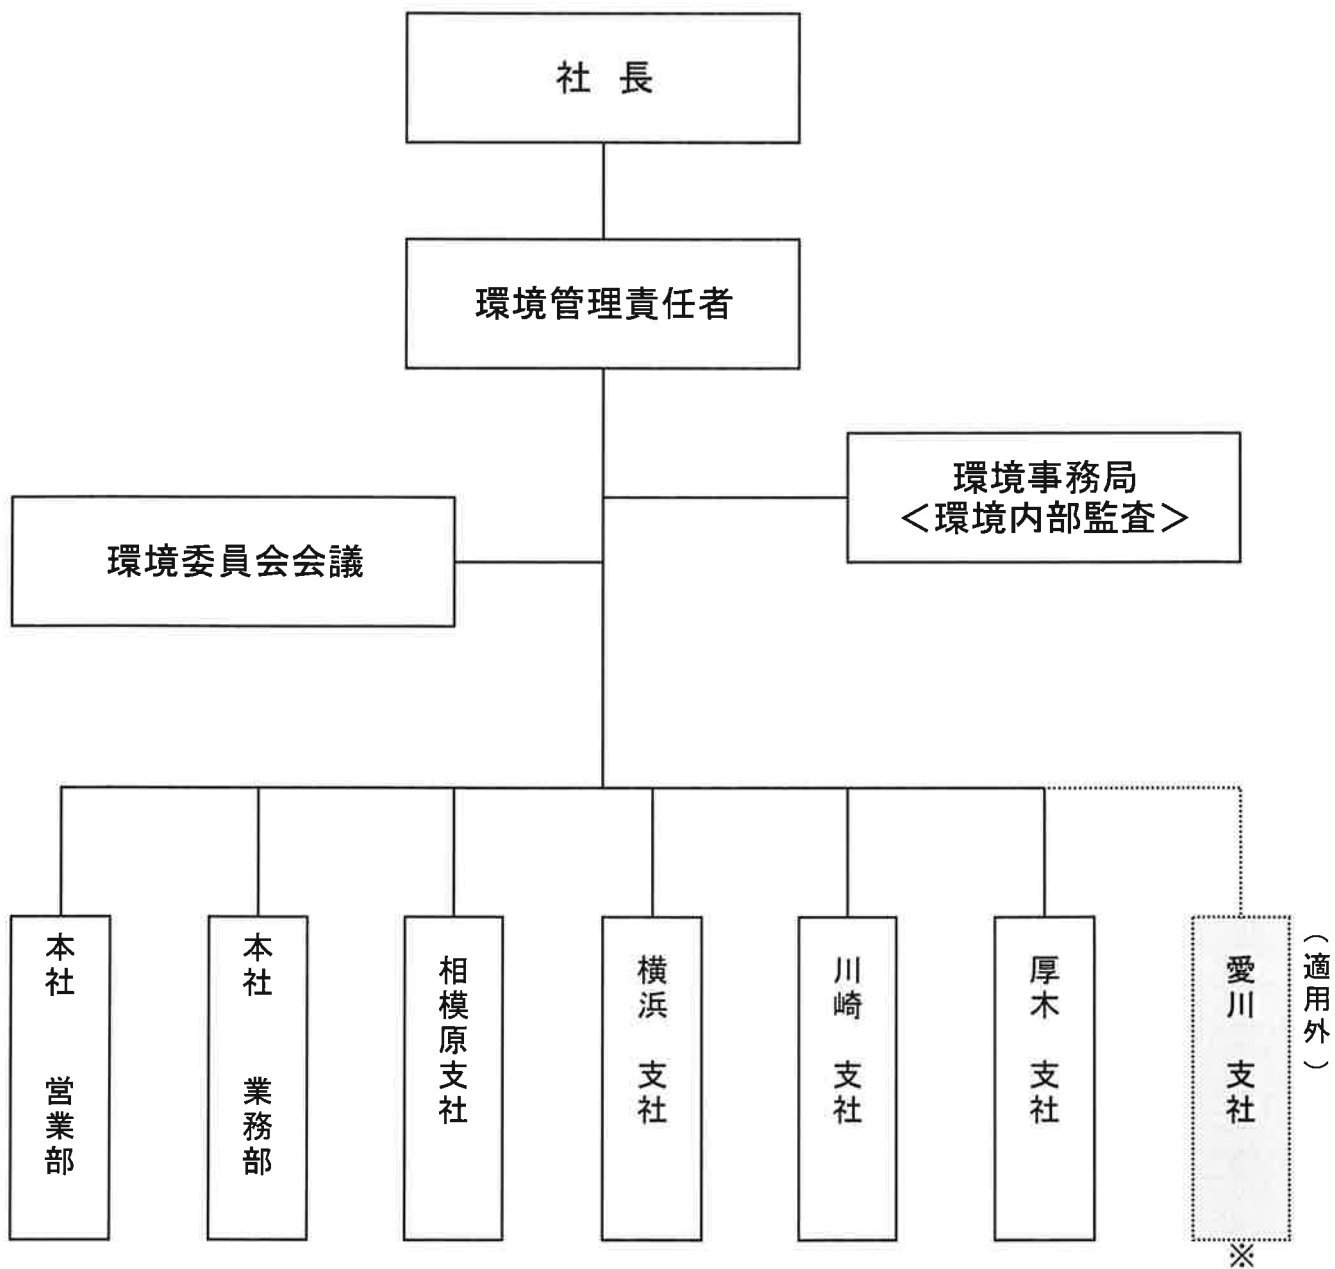 社 長
環境管理責任者
環境事務局
＜環境内部監査＞
環境委員会会議
本社 営業部
本社 業務部
相模原支社
横浜 支社
川崎 支社
厚木 支社
愛川 支社
（適用外）
※